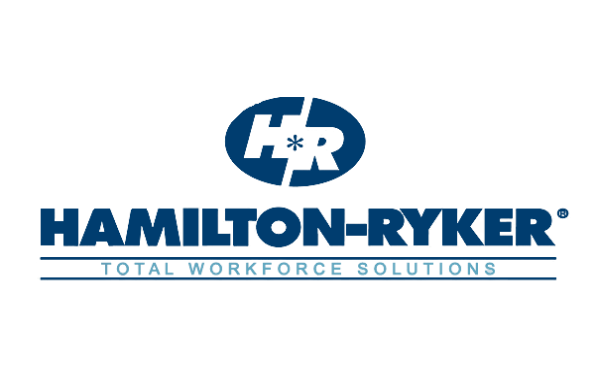 H*R
HAMILTON-RYKER®
TOTAL WORKFORCE SOLUTIONS